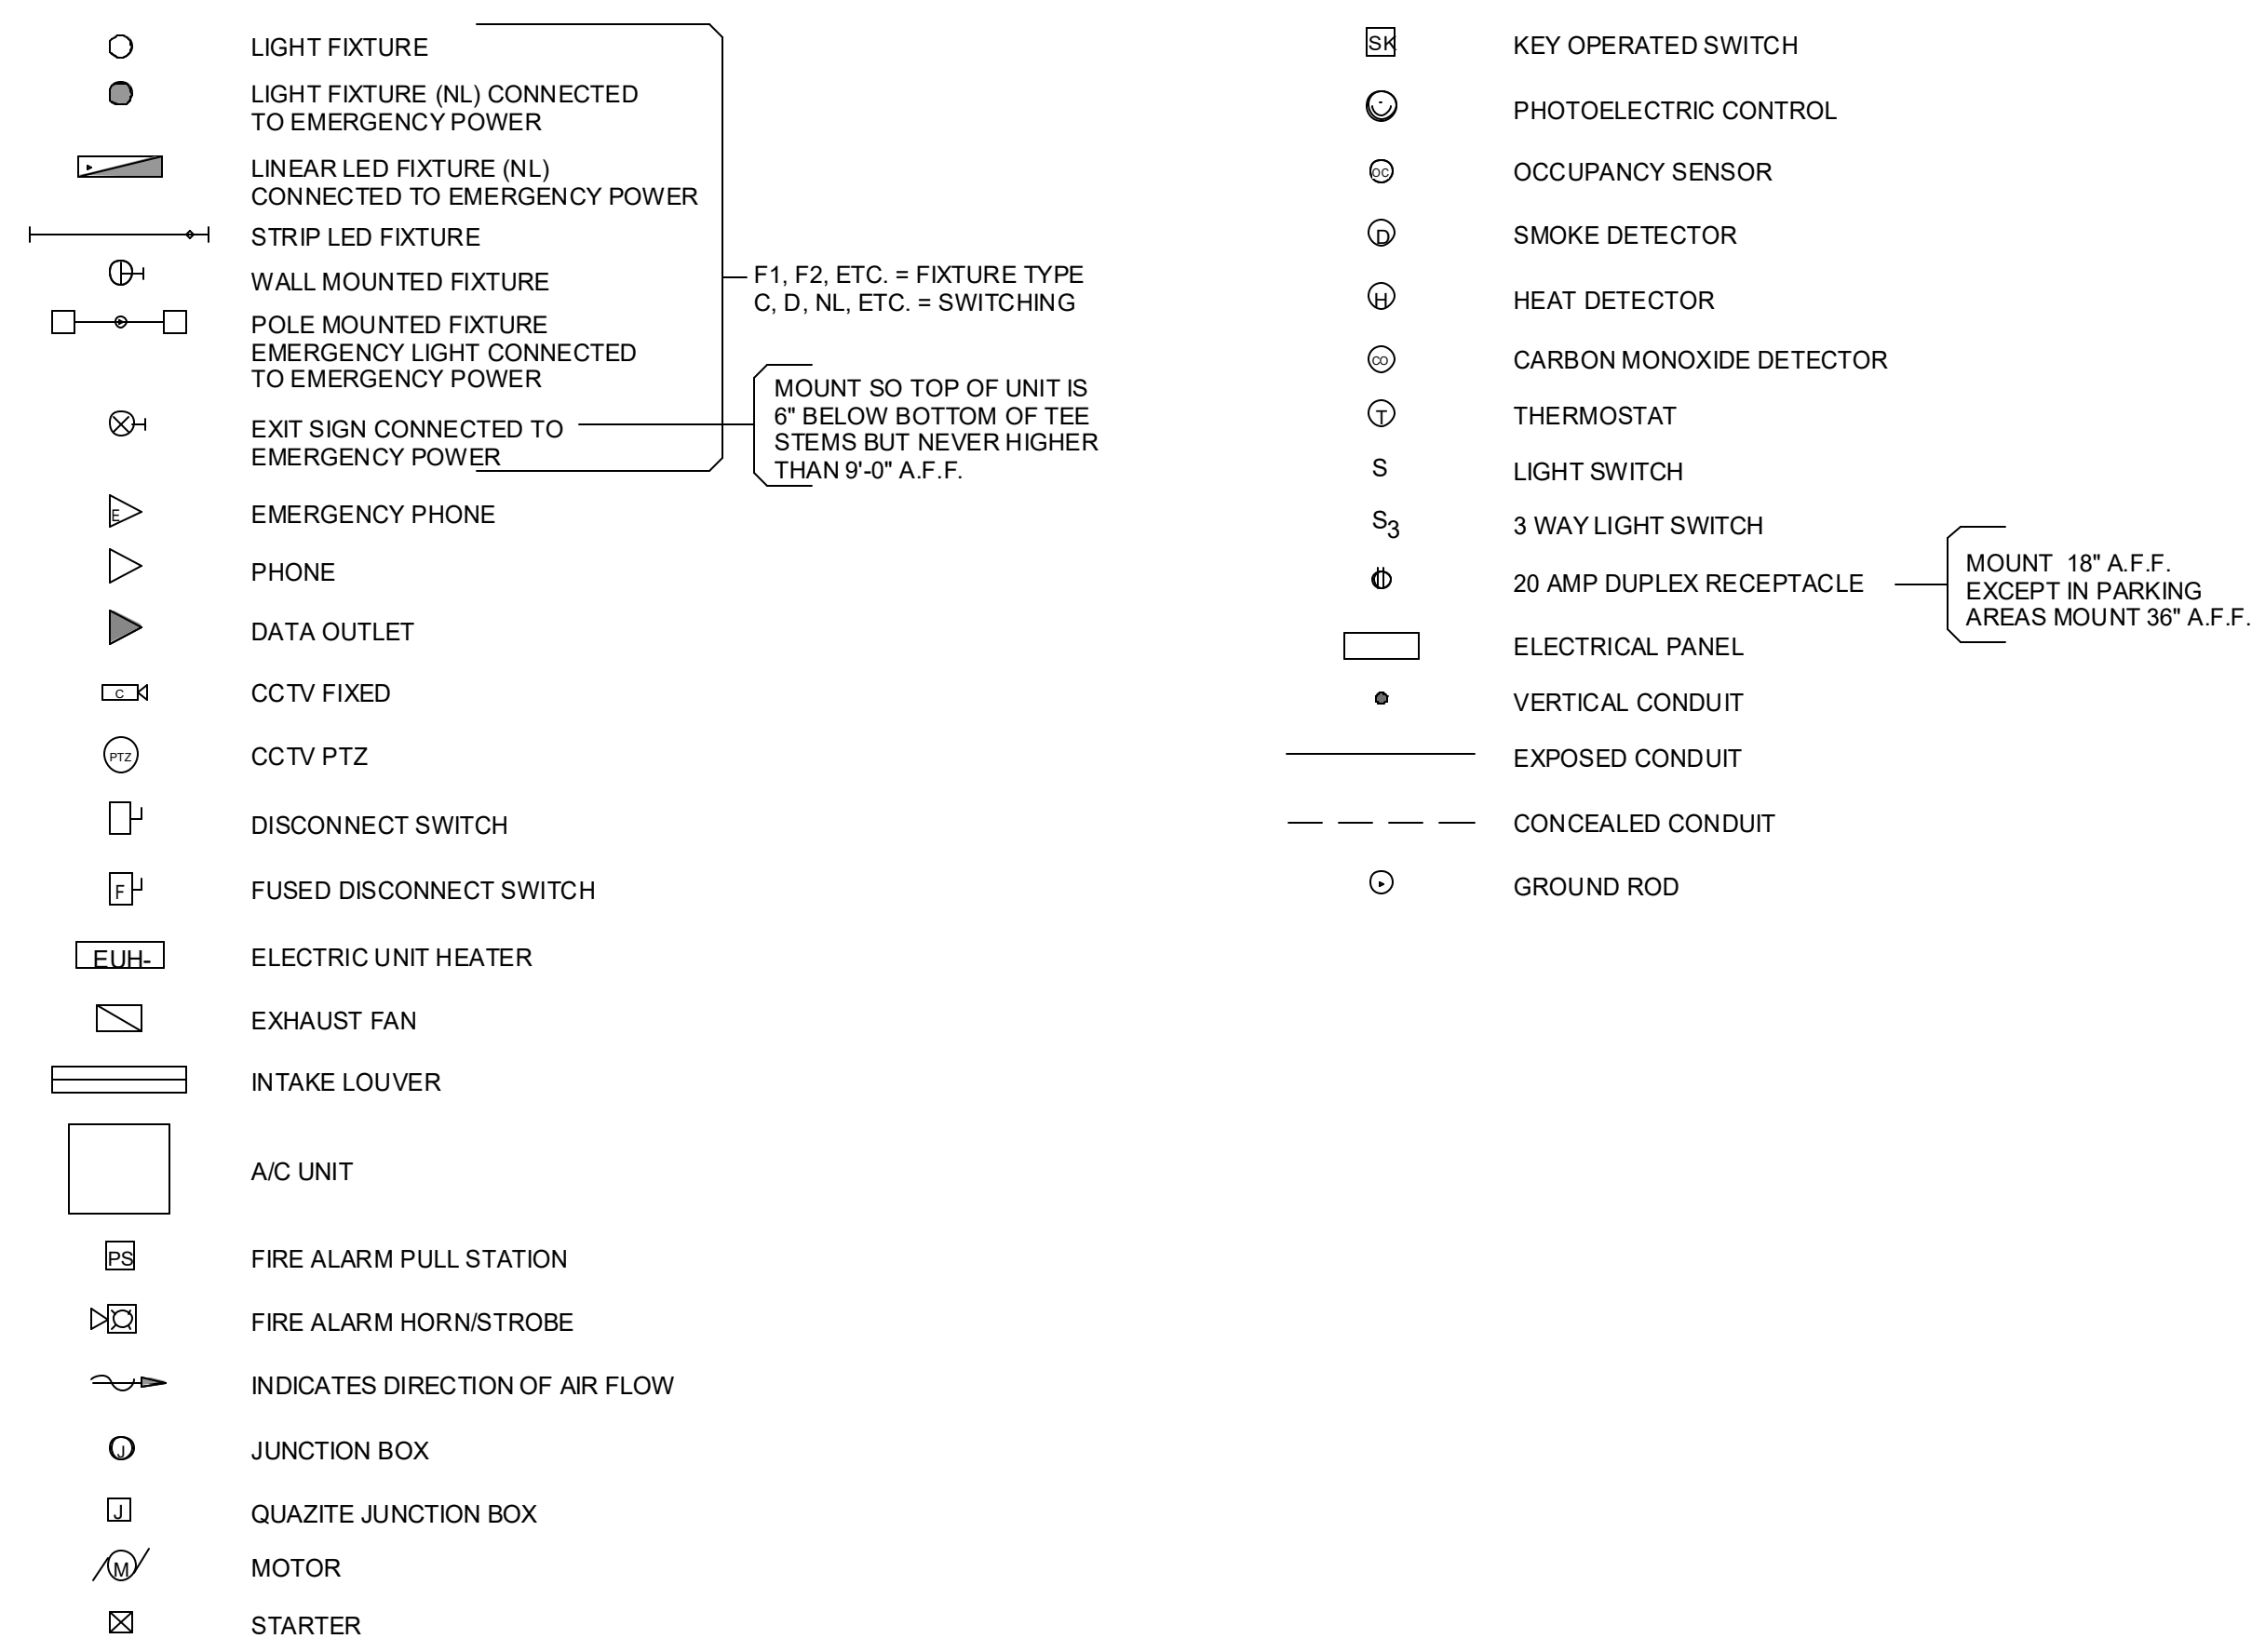 LIGHT FIXTURE
LIGHT FIXTURE (NL) CONNECTED
TO EMERGENCY POWER
LINEAR LED FIXTURE (NL)
CONNECTED TO EMERGENCY POWER
STRIP LED FIXTURE
WALL MOUNTED FIXTURE
POLE MOUNTED FIXTURE
EMERGENCY LIGHT CONNECTED
TO EMERGENCY POWER
EXIT SIGN CONNECTED TO
EMERGENCY POWER
F1, F2, ETC. = FIXTURE TYPE
C, D, NL, ETC. = SWITCHING
MOUNT SO TOP OF UNIT IS
6" BELOW BOTTOM OF TEE
STEMS BUT NEVER HIGHER
THAN 9'-0" A.F.F.
E EMERGENCY PHONE
PHONE
DATA OUTLET
C CCTV FIXED
PTZ CCTV PTZ
DISCONNECT SWITCH
F FUSED DISCONNECT SWITCH
EUH- ELECTRIC UNIT HEATER
EXHAUST FAN
INTAKE LOUVER
A/C UNIT
PS FIRE ALARM PULL STATION
FIRE ALARM HORN/STROBE
INDICATES DIRECTION OF AIR FLOW
J JUNCTION BOX
J QUAZITE JUNCTION BOX
M MOTOR
STARTER
SK KEY OPERATED SWITCH
PHOTOELECTRIC CONTROL
OC OCCUPANCY SENSOR
D SMOKE DETECTOR
H HEAT DETECTOR
CO CARBON MONOXIDE DETECTOR
T THERMOSTAT
S LIGHT SWITCH
S3 3 WAY LIGHT SWITCH
20 AMP DUPLEX RECEPTACLE
MOUNT 18" A.F.F.
EXCEPT IN PARKING
AREAS MOUNT 36" A.F.F.
ELECTRICAL PANEL
VERTICAL CONDUIT
EXPOSED CONDUIT
CONCEALED CONDUIT
GROUND ROD